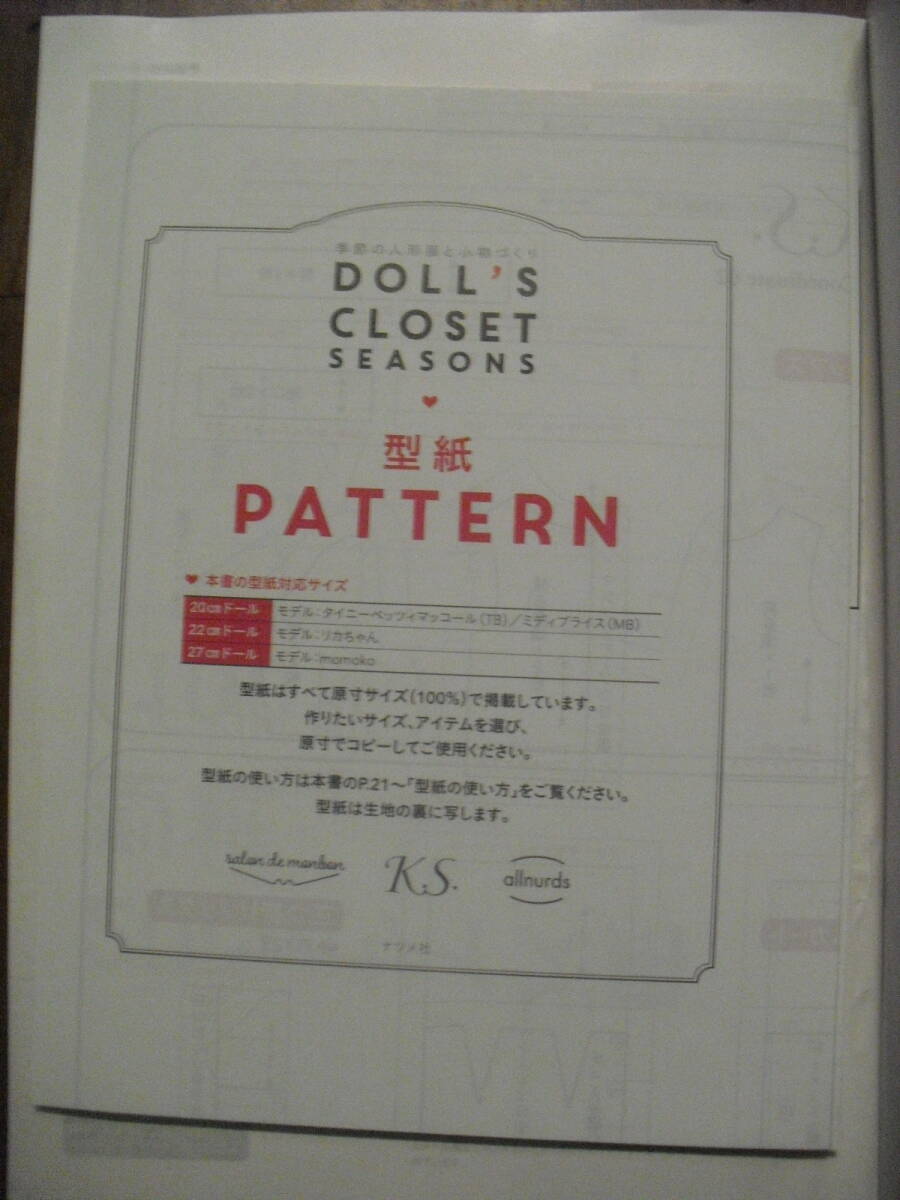 季節の人形服と小物づくり
DOLL'S
CLOSET
SEASONS
型紙
PATTERN
♥ 本書の型紙対応サイズ
20㎝ドール モデル:タイニーベッツィマッコール(TB)/ミディブライス(MB)
22㎝ドール モデル:リカちゃん
27㎝ドール モデル:momoko
型紙はすべて原寸サイズ(100%)で掲載しています。
作りたいサイズ、アイテムを選び、
原寸でコピーしてご使用ください。
型紙の使い方は本書のP.21〜「型紙の使い方」をご覧ください。
型紙は生地の裏に写します。
salon de monbon
K.S.
allnurds
ナツメ社